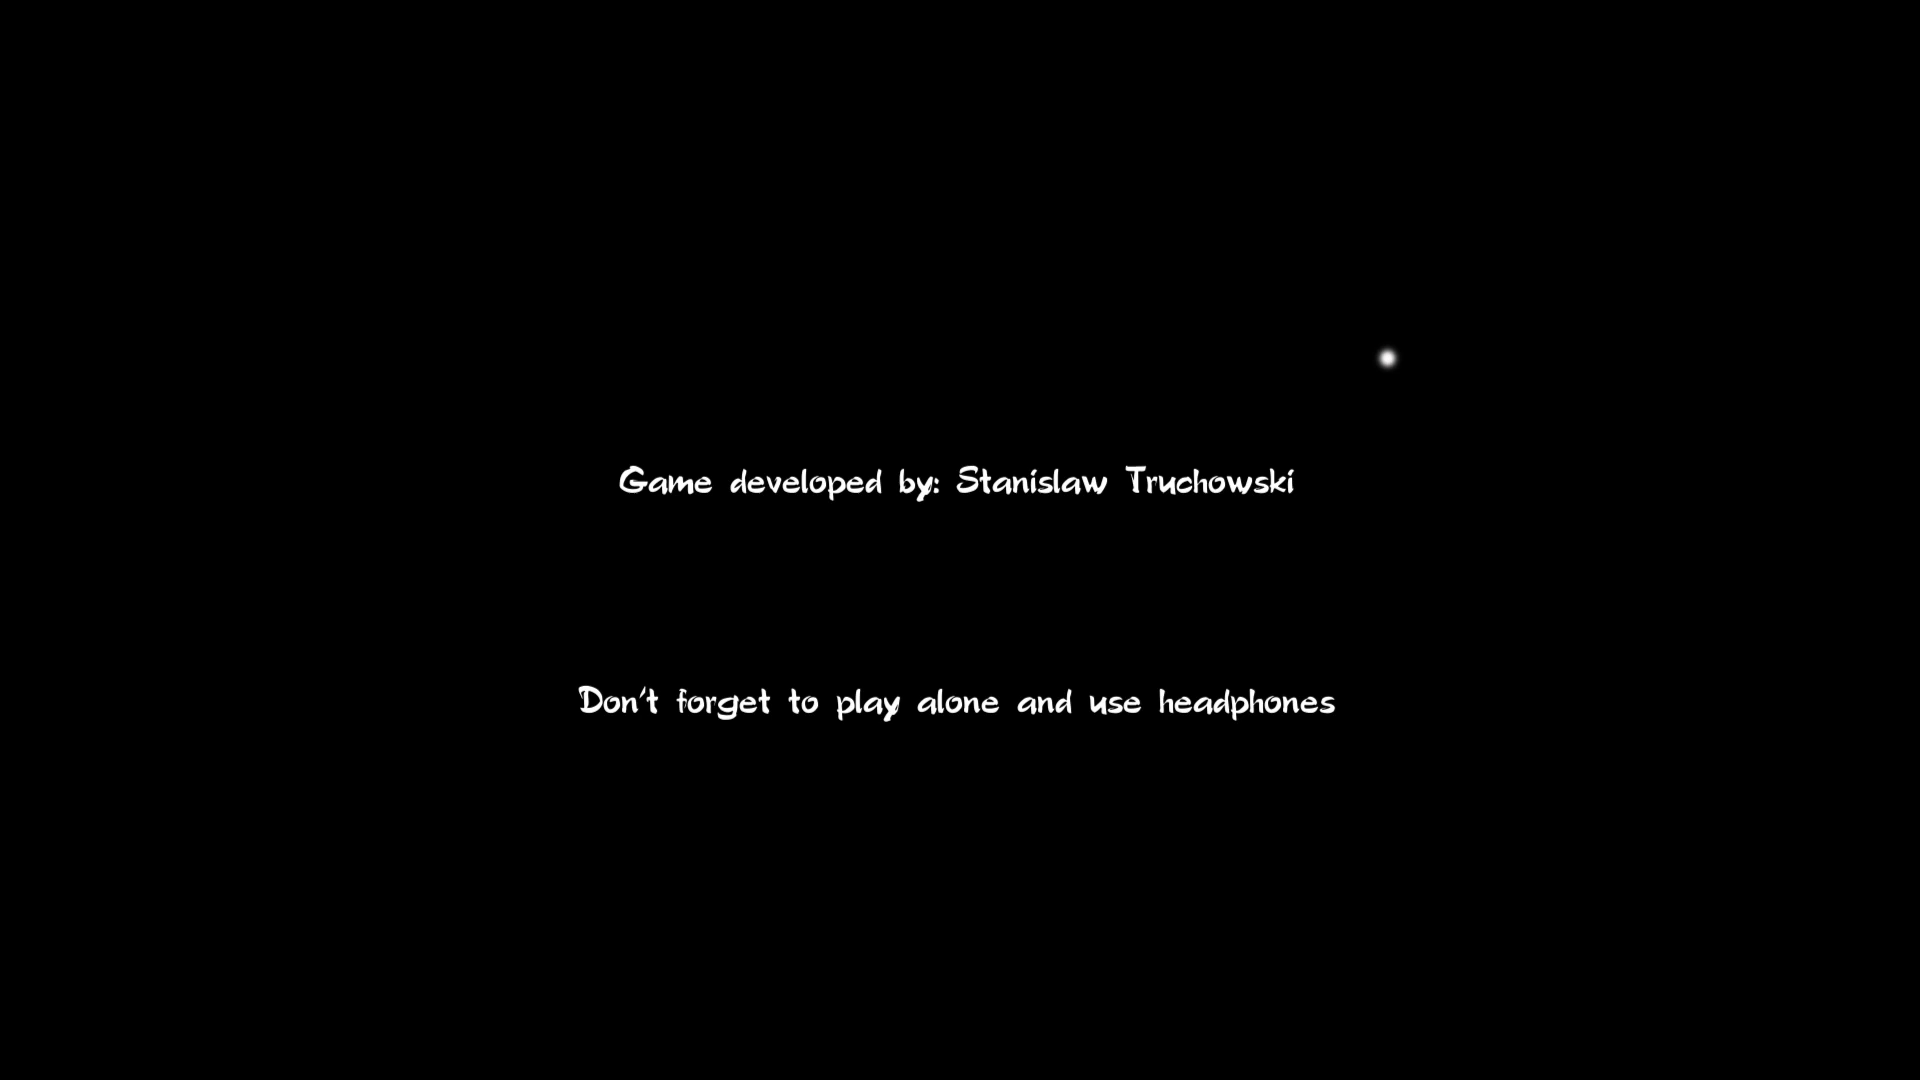 Game developed by: Stanislaw Truchowski
Don't forget to play alone and use headphones